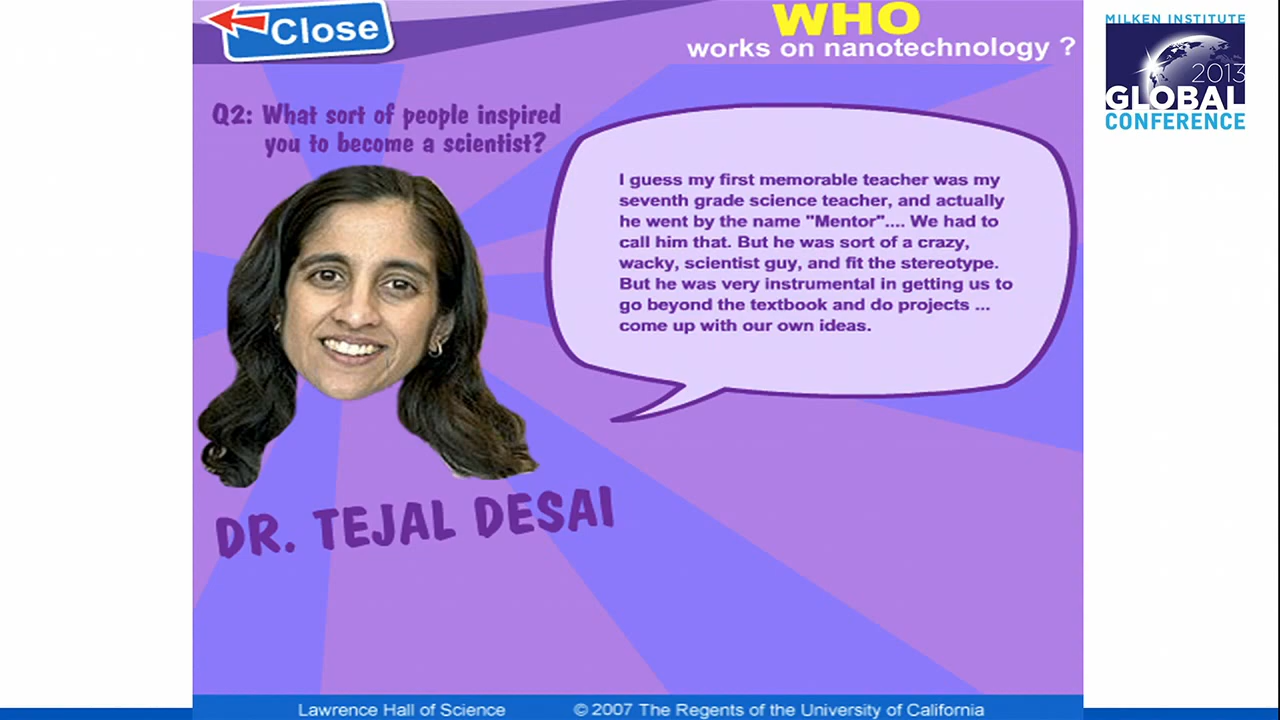 Close
WHO
works on nanotechnology ?
MILKEN INSTITUTE
2013
GLOBAL
CONFERENCE
Q2: What sort of people inspired
you to become a scientist?
I guess my first memorable teacher was my
seventh grade science teacher, and actually
he went by the name "Mentor".... We had to
call him that. But he was sort of a crazy,
wacky, scientist guy, and fit the stereotype.
But he was very instrumental in getting us to
go beyond the textbook and do projects ...
come up with our own ideas.
DR. TEJAL DESAI
Lawrence Hall of Science © 2007 The Regents of the University of California